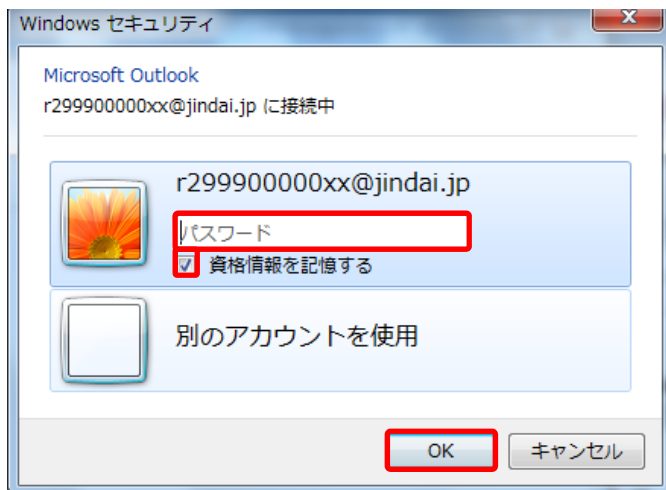 Windows セキュリティ
Microsoft Outlook
r299900000xx@jindai.jp に接続中
r299900000xx@jindai.jp
パスワード
資格情報を記憶する
別のアカウントを使用
OK キャンセル